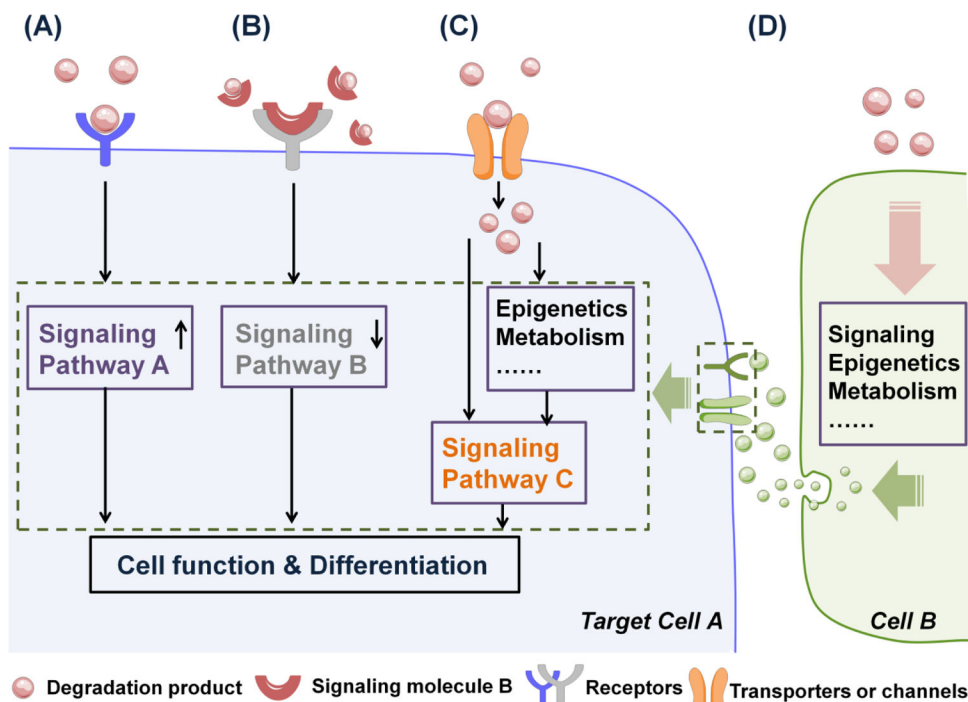 (A)
(B)
(C)
(D)
Signaling
Pathway A
Signaling
Pathway B
Epigenetics
Metabolism
......
Signaling
Pathway C
Signaling
Epigenetics
Metabolism
......
Cell function & Differentiation
Target Cell A
Cell B
Degradation product
Signaling molecule B
Receptors
Transporters or channels